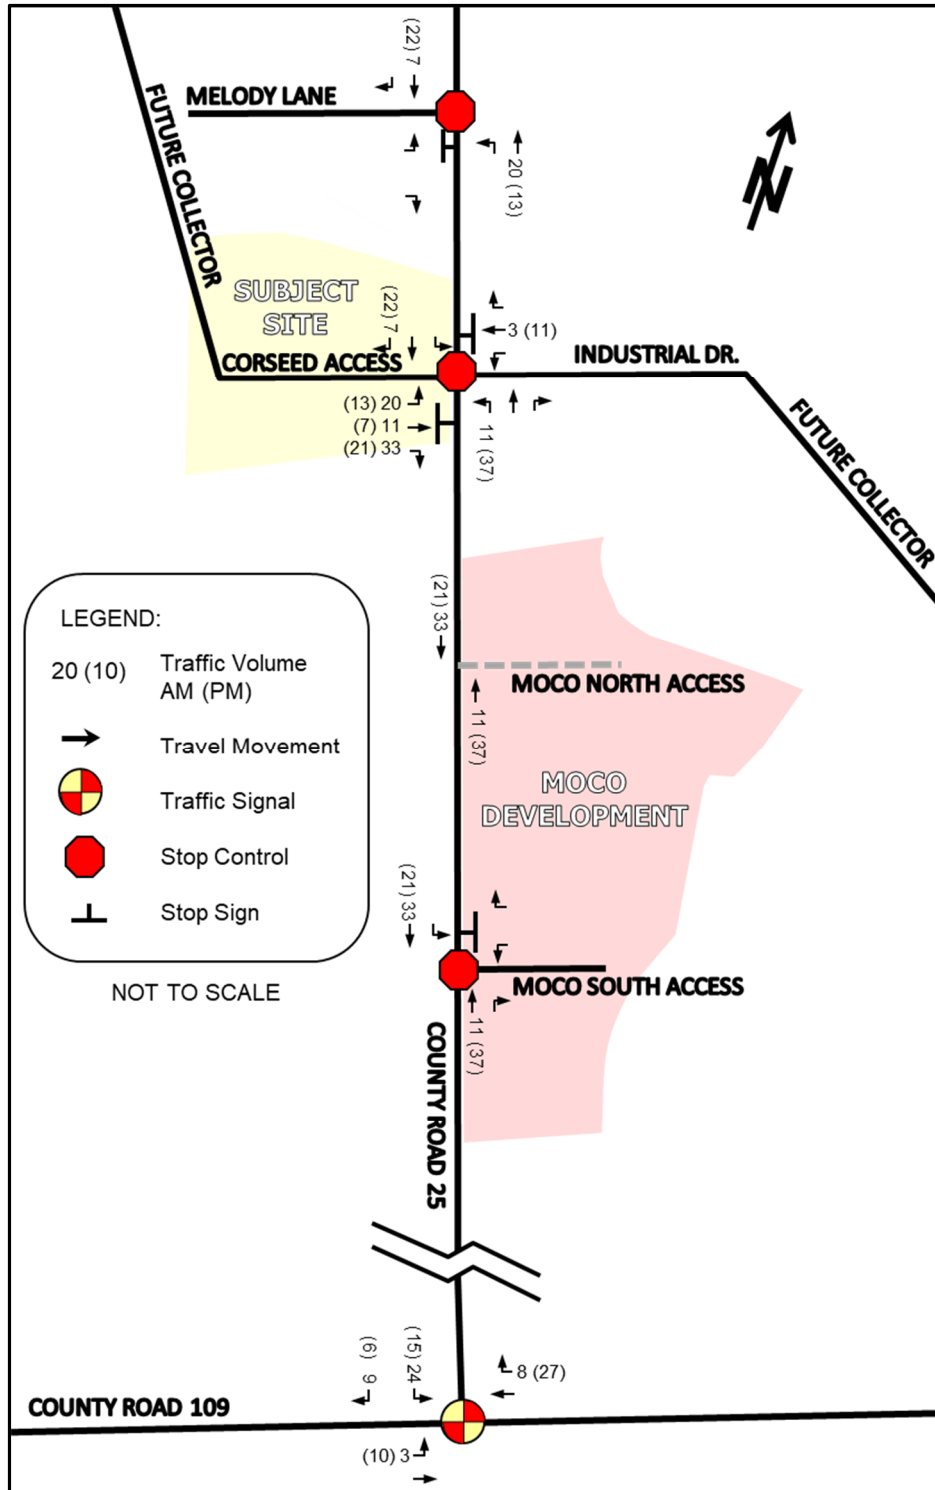 (22) 7
MELODY LANE
20 (13)
N
FUTURE COLLECTOR
SUBJECT
SITE
(22) 7
3 (11)
CORSEED ACCESS
INDUSTRIAL DR.
(13) 20
(7) 11
(21) 33
11 (37)
FUTURE COLLECTOR
(21) 33
MOCO NORTH ACCESS
11 (37)
MOCO
DEVELOPMENT
LEGEND:
20 (10)
Traffic Volume
AM (PM)
Travel Movement
Traffic Signal
Stop Control
Stop Sign
NOT TO SCALE
(21) 33
MOCO SOUTH ACCESS
11 (37)
COUNTY ROAD 25
(6) 9
(15) 24
8 (27)
COUNTY ROAD 109
(10) 3